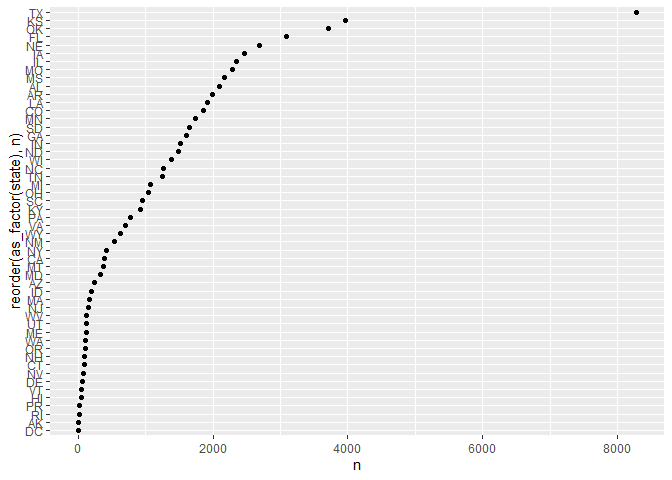 TX
KS
OK
FL
NE
IA
IL
MO
MS
AL
AR
LA
CO
MN
SD
GA
IN
ND
WI
NC
TN
MI
OH
SC
KY
PA
VA
WY
NM
NY
CA
MT
MD
AZ
ID
MA
NJ
WV
UT
ME
WA
OR
NH
CT
NV
DE
VT
HI
PR
RI
AK
DC
reorder(as_factor(state), n)
0 2000 4000 6000 8000
n